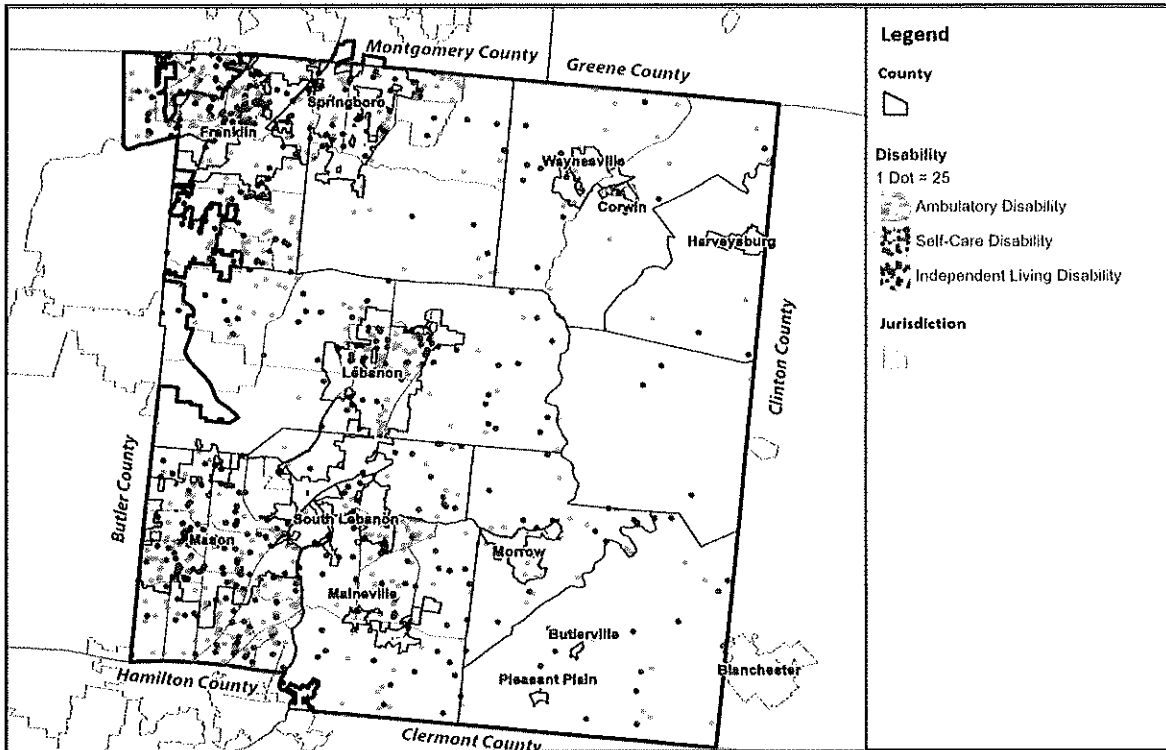 Montgomery County
Greene County
Springboro
Franklin
Waynesville
Corwin
Harveysburg
Lebanon
Clinton County
Butler County
South Lebanon
Mason
Morrow
Maineville
Butlerville
Pleasant Plain
Blanchester
Hamilton County
Clermont County
Legend
County
Disability
1 Dot = 25
Ambulatory Disability
Self-Care Disability
Independent Living Disability
Jurisdiction